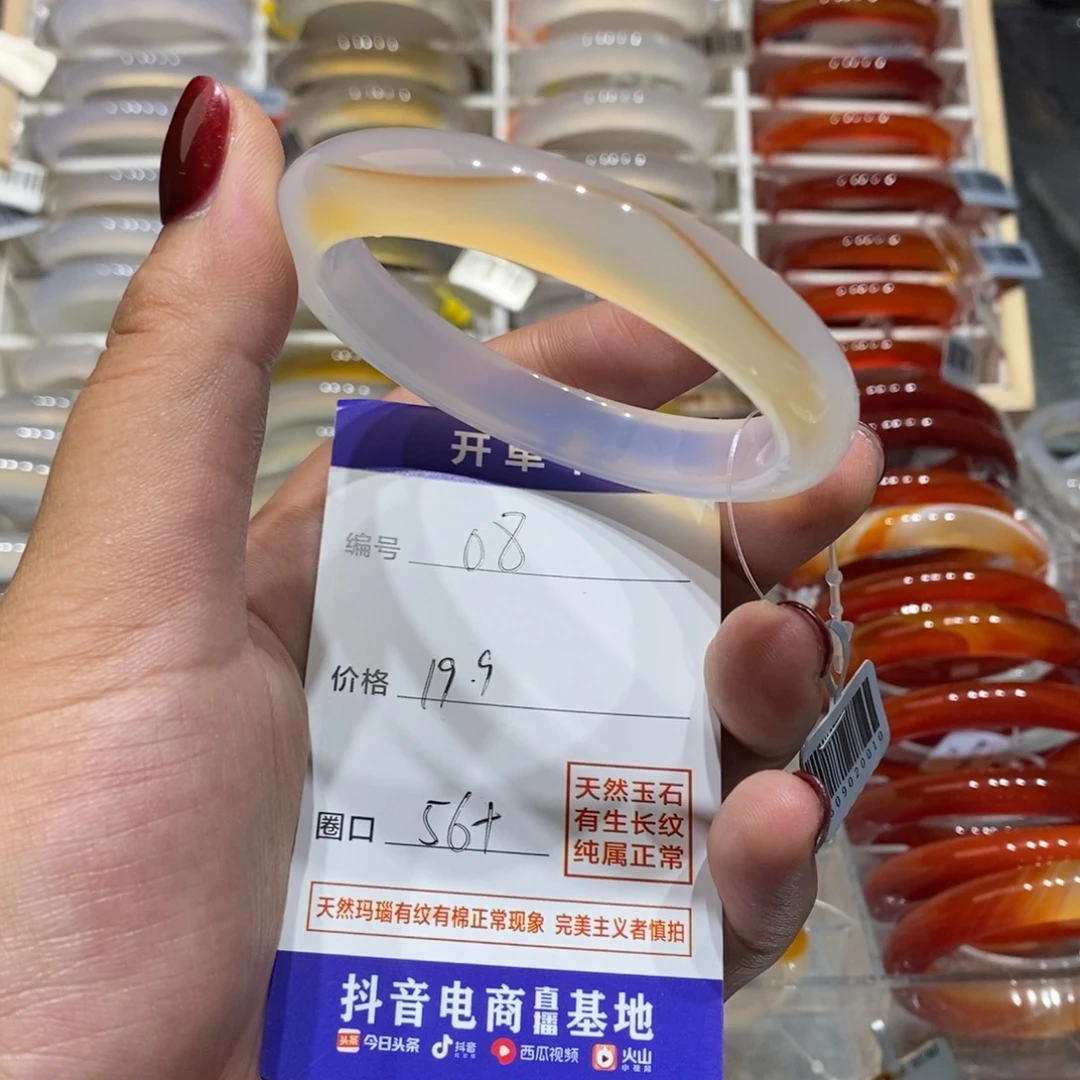 开单
编号 08
价格 19.9
圈口 56+
天然玉石
有生长纹
纯属正常
天然玛瑙有纹有棉正常现象 完美主义者慎拍
抖音电商直播基地
头条 今日头条 抖音 西瓜视频 火山